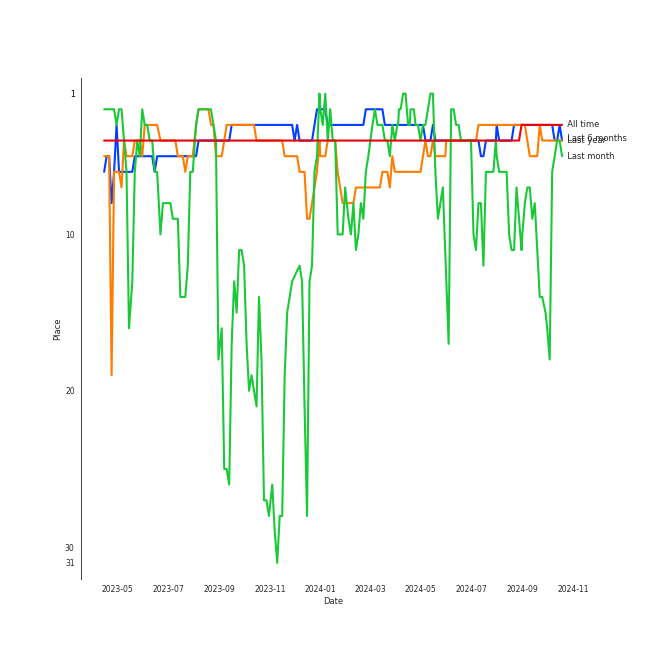 1
10
20
30
31
Place
2023-05
2023-07
2023-09
2023-11
2024-01
2024-03
2024-05
2024-07
2024-09
2024-11
Date
All time
Last 6 months
Last year
Last month